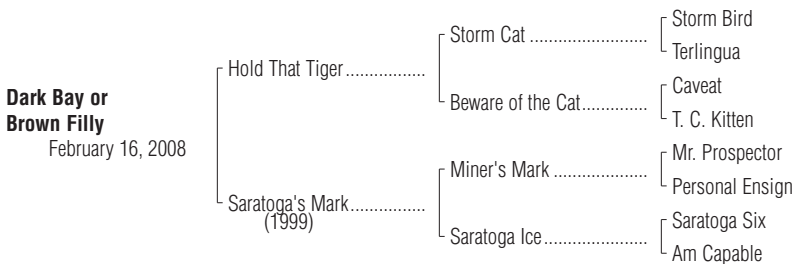 Storm Bird
Storm Cat ..........................
Terlingua
Hold That Tiger.................
Caveat
Dark Bay or
Beware of the Cat..............
Brown Filly
T. C. Kitten
February 16, 2008
Mr. Prospector
Miner's Mark ....................
Personal Ensign
Saratoga's Mark................
(1999)
Saratoga Six
Saratoga Ice......................
Am Capable